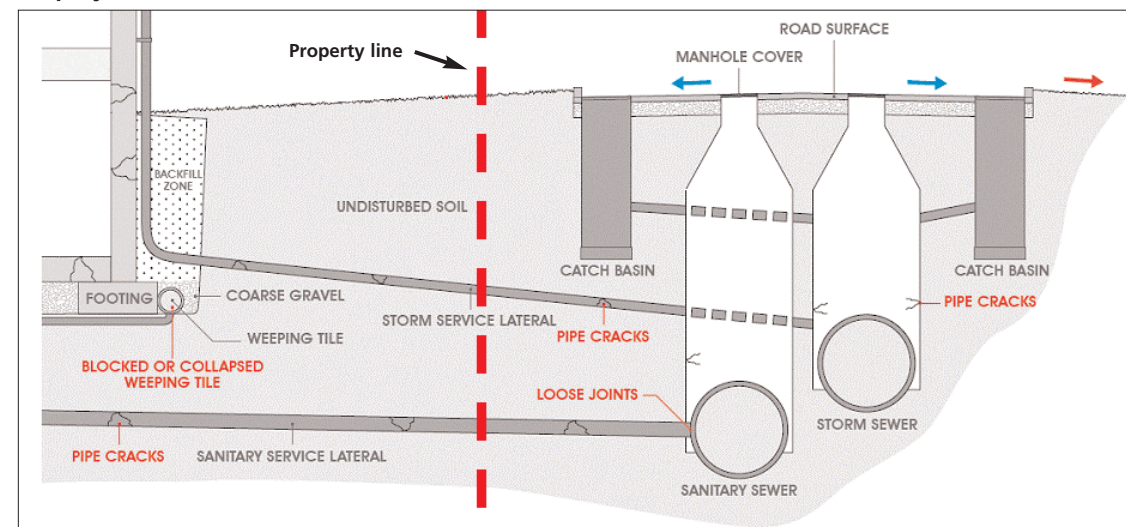 Property line
ROAD SURFACE
MANHOLE COVER
BACKFILL
ZONE
UNDISTURBED SOIL
CATCH BASIN
CATCH BASIN
FOOTING
COARSE GRAVEL
STORM SERVICE LATERAL
PIPE CRACKS
PIPE CRACKS
WEEPING TILE
BLOCKED OR COLLAPSED
WEEPING TILE
LOOSE JOINTS
STORM SEWER
PIPE CRACKS
SANITARY SERVICE LATERAL
SANITARY SEWER